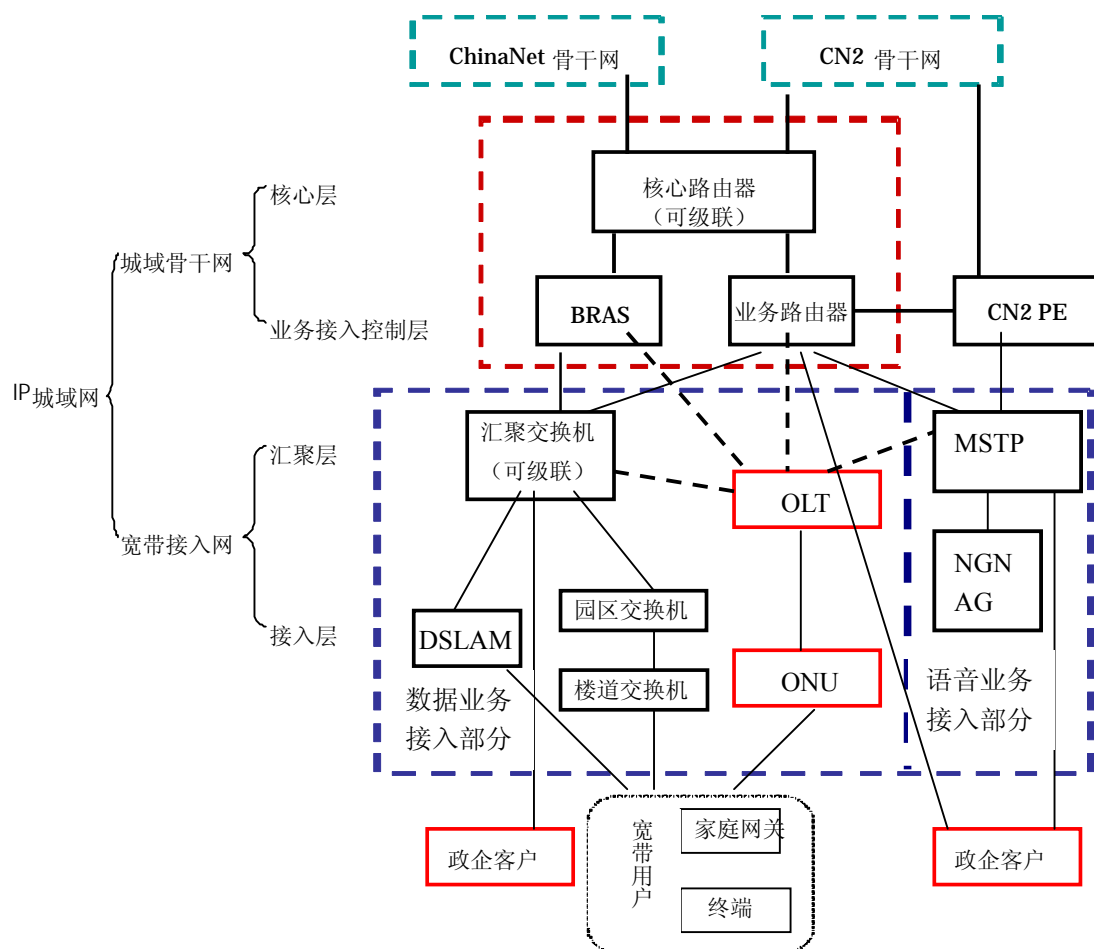 ChinaNet 骨干网
CN2 骨干网
核心路由器
（可级联）
核心层
城域骨干网
业务接入控制层
BRAS
业务路由器
CN2 PE
IP城域网
汇聚层
宽带接入网
接入层
汇聚交换机
（可级联）
OLT
MSTP
NGN
AG
园区交换机
DSLAM
楼道交换机
ONU
数据业务
接入部分
语音业务
接入部分
政企客户
宽带用户
家庭网关
终端
政企客户